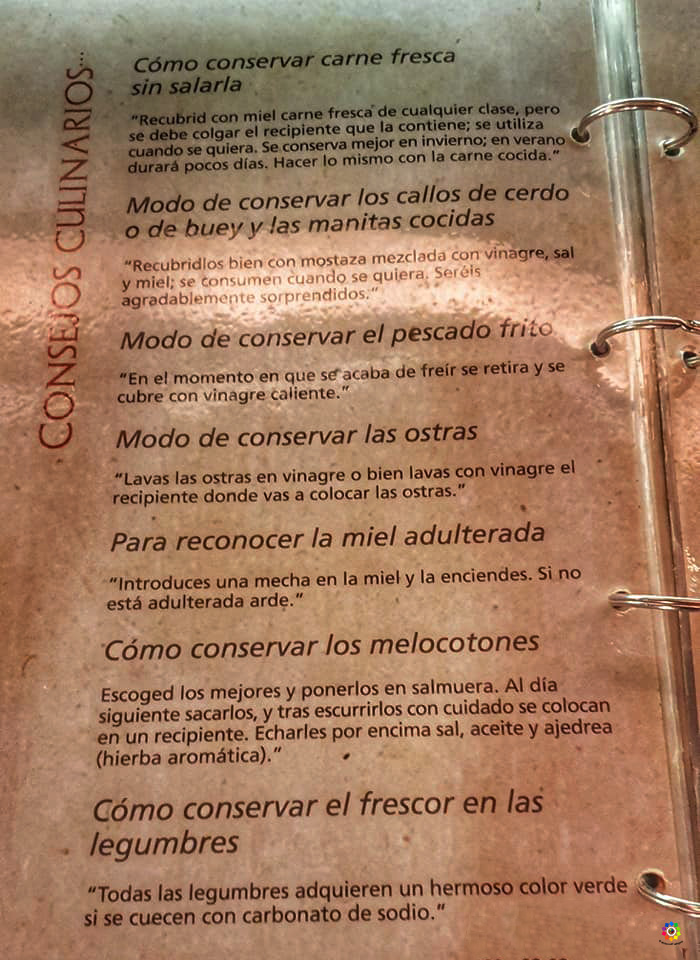 CONSEJOS CULINARIOS...
Cómo conservar carne fresca
sin salarla
“Recubrid con miel carne fresca de cualquier clase, pero
se debe colgar el recipiente que la contiene; se utiliza
cuando se quiera. Se conserva mejor en invierno; en verano
durará pocos días. Hacer lo mismo con la carne cocida.”
Modo de conservar los callos de cerdo
o de buey y las manitas cocidas
“Recubridlos bien con mostaza mezclada con vinagre, sal
y miel; se consumen cuando se quiera. Seréis
agradablemente sorprendidos.”
Modo de conservar el pescado frito
“En el momento en que se acaba de freír se retira y se
cubre con vinagre caliente.”
Modo de conservar las ostras
“Lavas las ostras en vinagre o bien lavas con vinagre el
recipiente donde vas a colocar las ostras.”
Para reconocer la miel adulterada
“Introduces una mecha en la miel y la enciendes. Si no
está adulterada arde.”
Cómo conservar los melocotones
Escoged los mejores y ponerlos en salmuera. Al día
siguiente sacarlos, y tras escurrirlos con cuidado se colocan
en un recipiente. Echarles por encima sal, aceite y ajedrea
(hierba aromática).”
Cómo conservar el frescor en las
legumbres
“Todas las legumbres adquieren un hermoso color verde
si se cuecen con carbonato de sodio.”